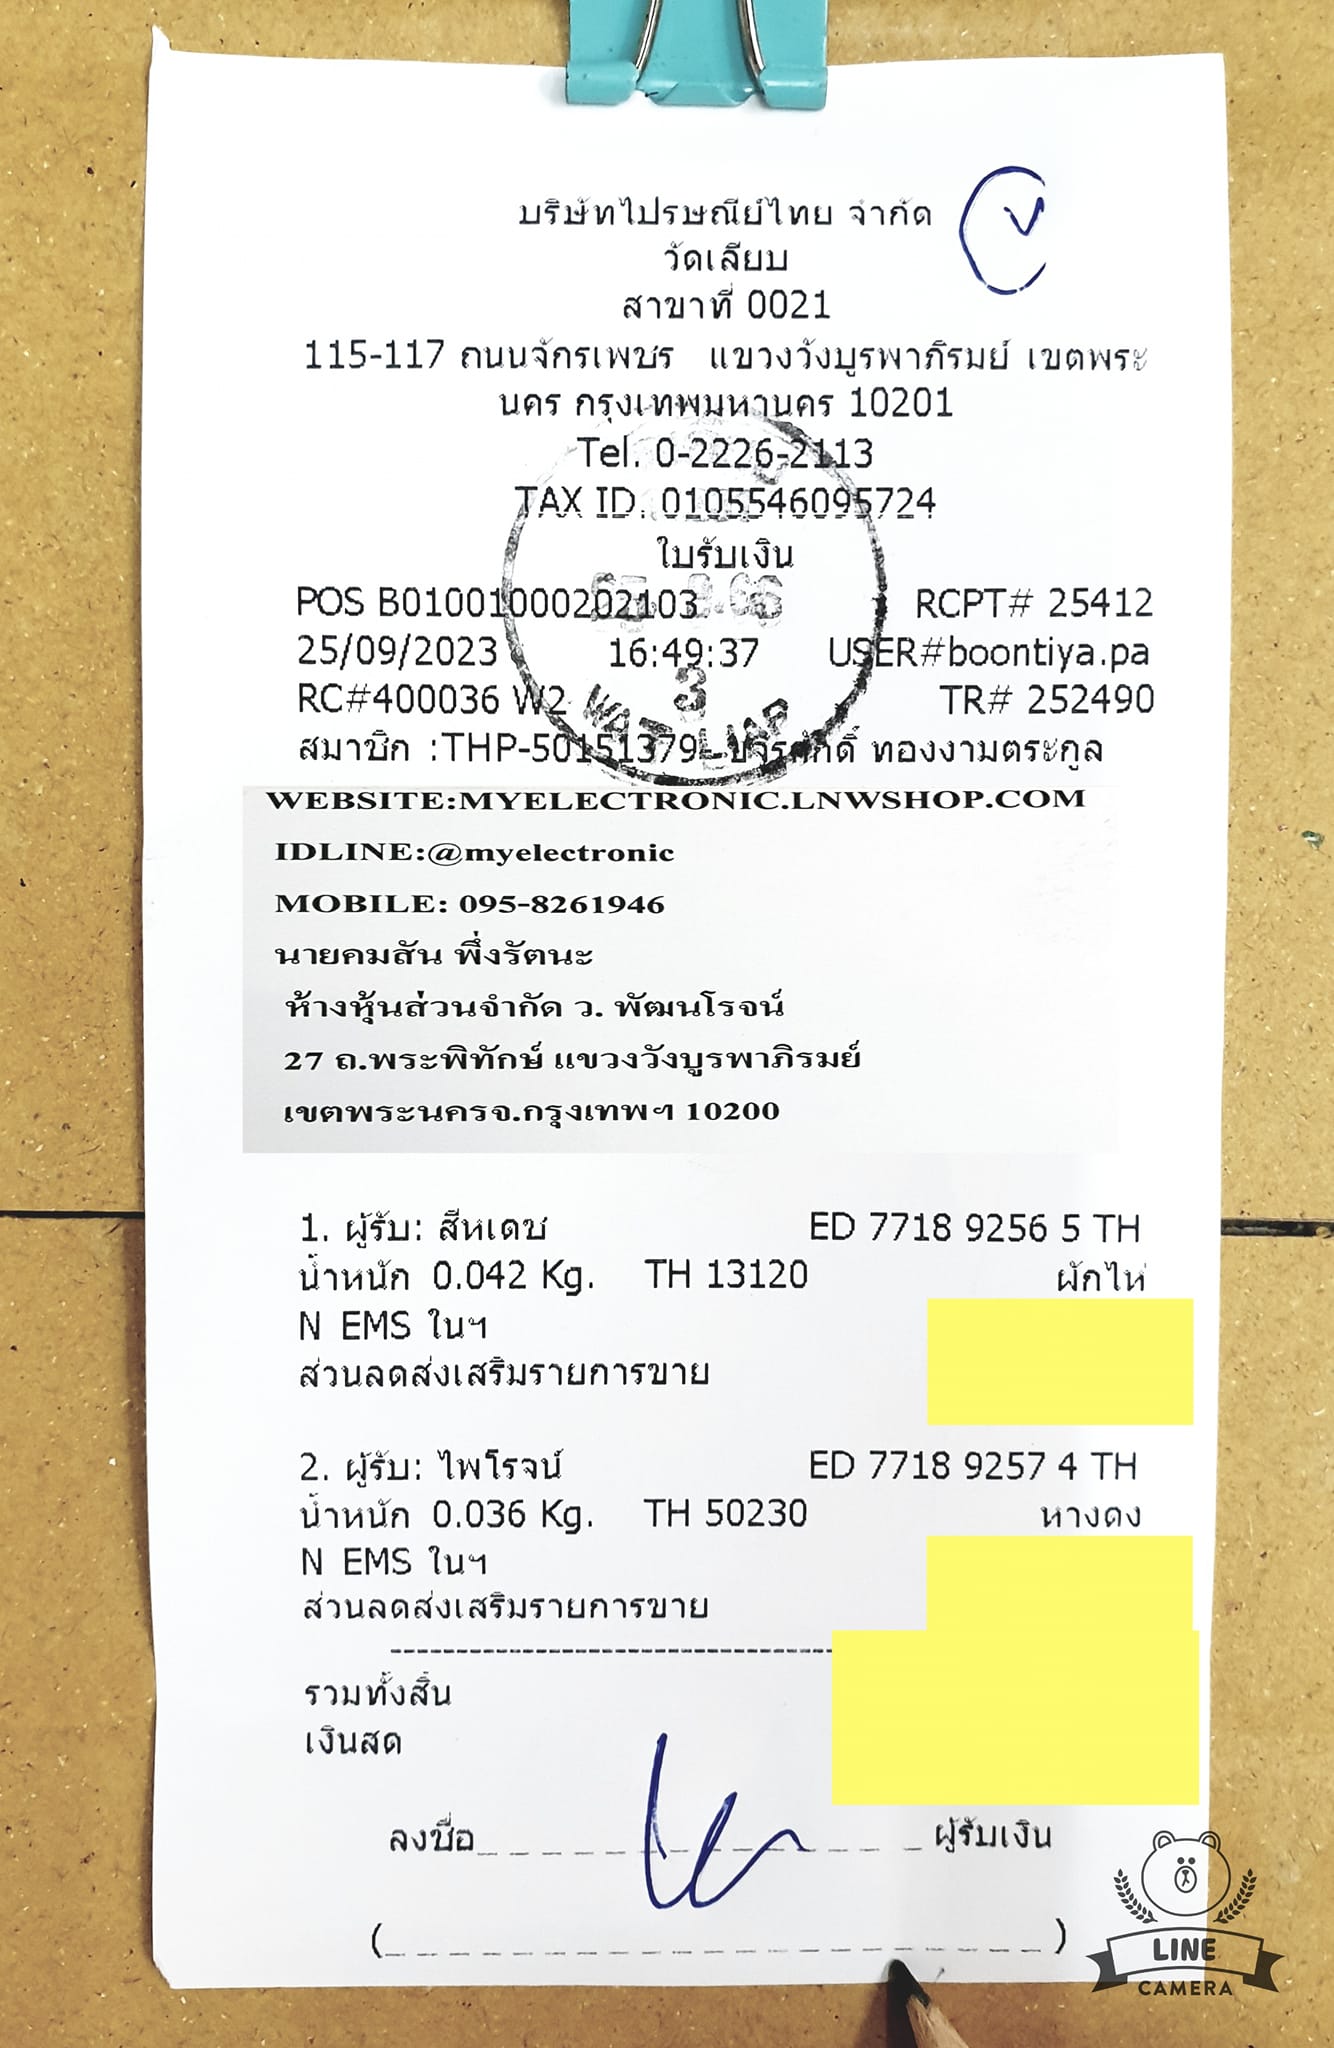 บริษัทไปรษณีย์ไทย จำกัด
วัดเลียบ
สาขาที่ 0021
115-117 ถนนจักรเพชร แขวงวังบูรพาภิรมย์ เขตพระ
นคร กรุงเทพมหานคร 10201
Tel. 0-2226-2113
TAX ID. 0105546095724
ใบรับเงิน
POS B01001000202103 RCPT# 25412
25/09/2023 16:49:37 USER#boontiya.pa
RC#400036 W2 TR# 252490
3
WAT LIAP
สมาชิก :THP-50151379 - ขจรศักดิ์ ทองงามตระกูล
WEBSITE:MYELECTRONIC.LNWSHOP.COM
IDLINE:@myelectronic
MOBILE: 095-8261946
นายคมสัน พึ่งรัตนะ
ห้างหุ้นส่วนจำกัด ว. พัฒนโรจน์
27 ถ.พระพิทักษ์ แขวงวังบูรพาภิรมย์
เขตพระนครจ.กรุงเทพฯ 10200
1. ผู้รับ: สีหเดช ED 7718 9256 5 TH
น้ำหนัก 0.042 Kg. TH 13120 ผักไห่
N EMS ในฯ
ส่วนลดส่งเสริมรายการขาย
2. ผู้รับ: ไพโรจน์ ED 7718 9257 4 TH
น้ำหนัก 0.036 Kg. TH 50230 หางดง
N EMS ในฯ
ส่วนลดส่งเสริมรายการขาย
รวมทั้งสิ้น
เงินสด
ลงชื่อ ผู้รับเงิน
( )
LINE
CAMERA